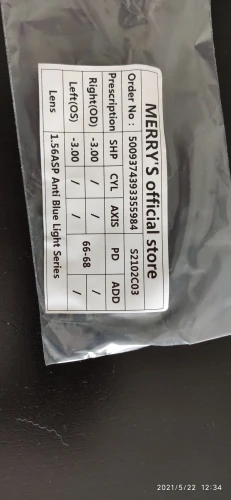 MERRY'S official store
Order No : 5009374393355984 S2102C03
Prescription SHP CYL AXIS PD ADD
Right(OD) -3.00 / / 66-68 /
Left(OS) -3.00 / / /
Lens 1.56ASP Anti Blue Light Series
2021/5/22 12:34